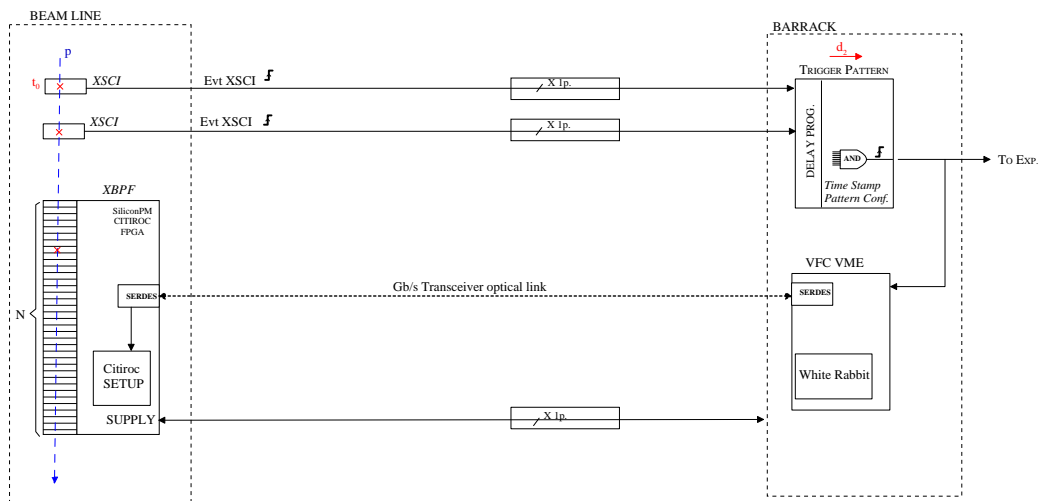 BEAM LINE
p
t0
XSCI
Evt XSCI
X 1p.
XSCI
Evt XSCI
X 1p.
XBPF
SiliconPM
CITIROC
FPGA
N
SERDES
Gb/s Transceiver optical link
Citiroc
SETUP
SUPPLY
X 1p.
BARRACK
d2
TRIGGER PATTERN
DELAY PROG.
AND
Time Stamp
Pattern Conf.
TO EXP.
VFC VME
SERDES
White Rabbit